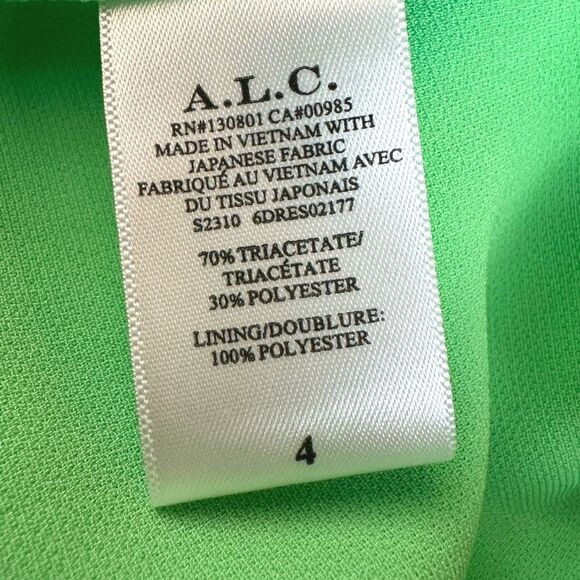 A.L.C.
RN#130801 CA#00985
MADE IN VIETNAM WITH
JAPANESE FABRIC
FABRIQUÉ AU VIETNAM AVEC
DU TISSU JAPONAIS
S2310 6DRES02177
70% TRIACETATE/
TRIACÉTATE
30% POLYESTER
LINING/DOUBLURE:
100% POLYESTER
4